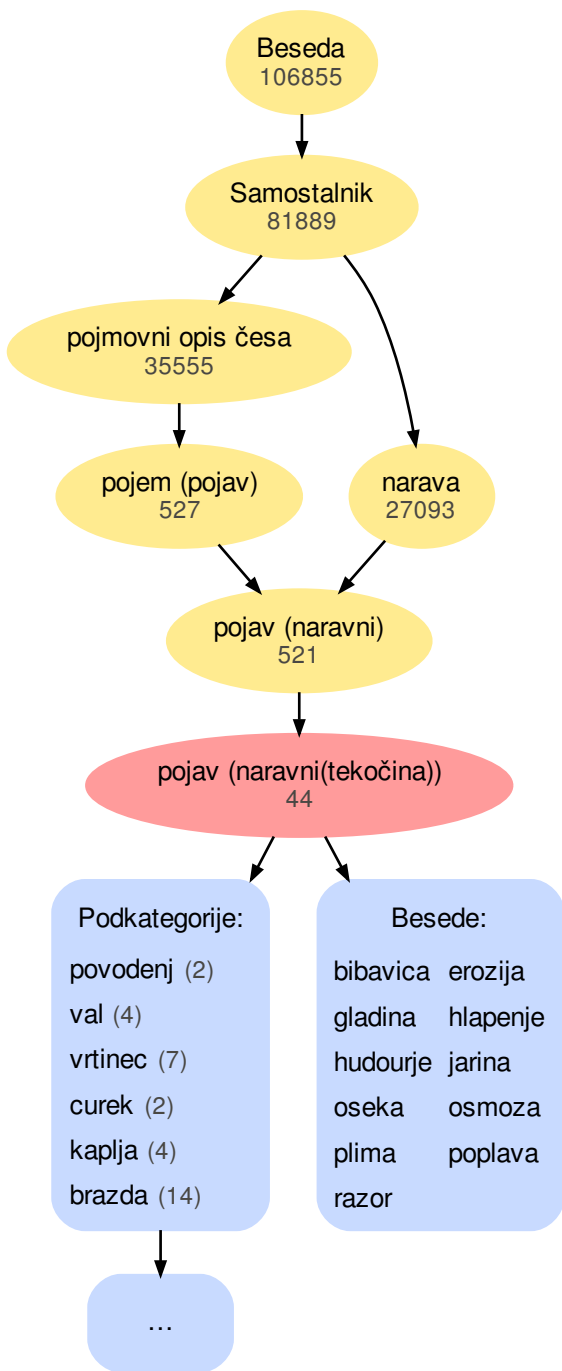 Beseda
106855
Samostalnik
81889
pojmovni opis česa
35555
pojem (pojav)
527
narava
27093
pojav (naravni)
521
pojav (naravni(tekočina))
44
Podkategorije:
povodenj (2)
val (4)
vrtinec (7)
curek (2)
kaplja (4)
brazda (14)
...
Besede:
bibavica erozija
gladina hlapenje
hudourje jarina
oseka osmoza
plima poplava
razor